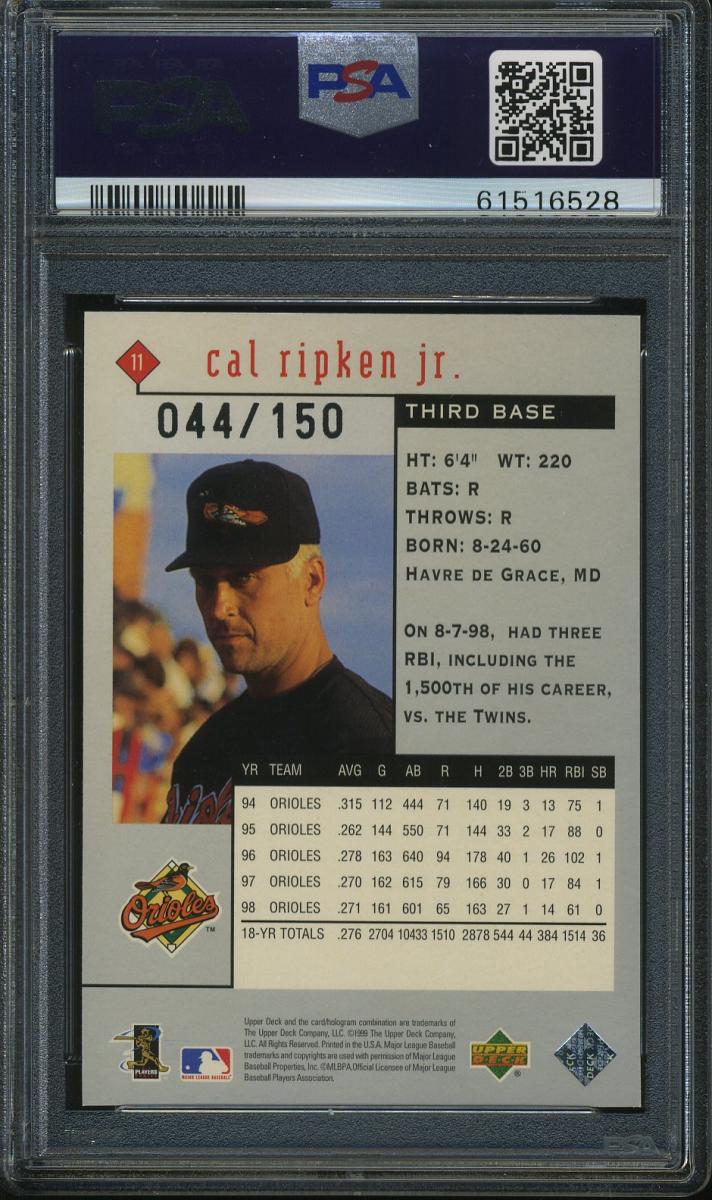 PSA
PSA
61516528
11
cal ripken jr.
044/150
THIRD BASE
HT: 6'4" WT: 220
BATS: R
THROWS: R
BORN: 8-24-60
HAVRE DE GRACE, MD
ON 8-7-98, HAD THREE
RBI, INCLUDING THE
1,500TH OF HIS CAREER,
VS. THE TWINS.
YR TEAM AVG G AB R H 2B 3B HR RBI SB
94 ORIOLES .315 112 444 71 140 19 3 13 75 1
95 ORIOLES .262 144 550 71 144 33 2 17 88 0
96 ORIOLES .278 163 640 94 178 40 1 26 102 1
97 ORIOLES .270 162 615 79 166 30 0 17 84 1
98 ORIOLES .271 161 601 65 163 27 1 14 61 0
18-YR TOTALS .276 2704 10433 1510 2878 544 44 384 1514 36
Orioles
TM
Upper Deck and the card/hologram combination are trademarks of
The Upper Deck Company, LLC. ©1999 The Upper Deck Company,
LLC. All Rights Reserved. Printed in the U.S.A. Major League Baseball
trademarks and copyrights are used with permission of Major League
Baseball Properties, Inc. ©MLBPA Official Licensee of Major League
Baseball Players Association.
PLAYERS
MAJOR LEAGUE BASEBALL
UPPER
DECK
®
DECK
PSA